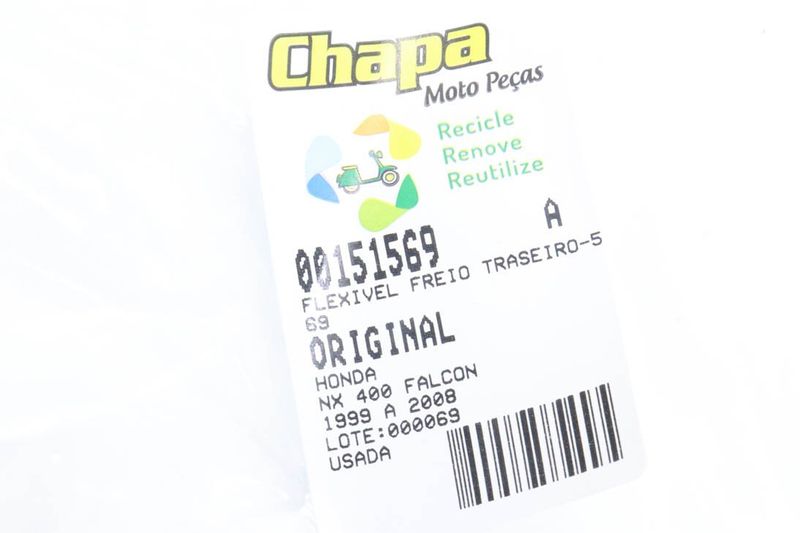 Chapa
Moto Peças
Recicle
Renove
Reutilize
00151569 A
FLEXIVEL FREIO TRASEIRO-5
69
ORIGINAL
HONDA
NX 400 FALCON
1999 A 2008
LOTE:000069
USADA